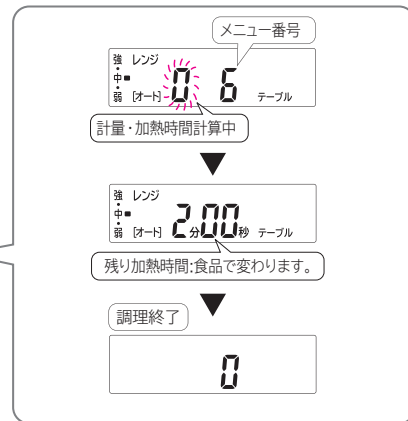 メニュー番号
強 レンジ
中
弱 [オート] 0 6 テーブル
計量・加熱時間計算中
強 レンジ
中
弱 [オート] 2分00秒 テーブル
残り加熱時間:食品で変わります。
調理終了
0